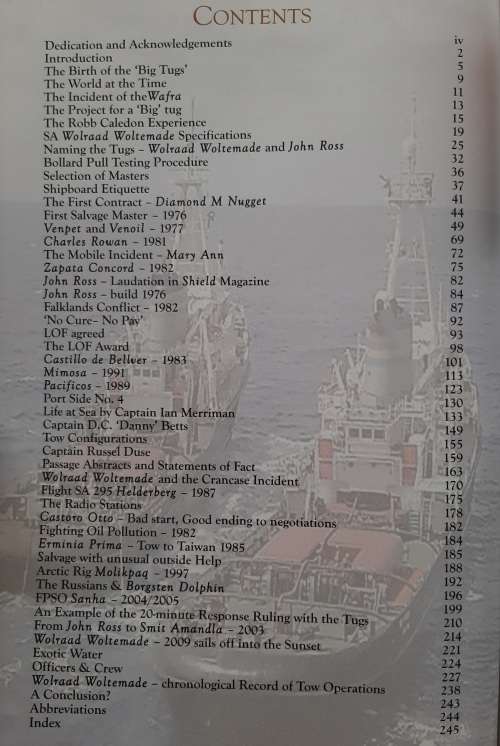 CONTENTS
Dedication and Acknowledgements iv
Introduction 2
The Birth of the ‘Big Tugs’ 5
The World at the Time 9
The Incident of theWafra 11
The Project for a ‘Big’ tug 13
The Robb Caledon Experience 15
SA Wolraad Woltemade Specifications 19
Naming the Tugs – Wolraad Woltemade and John Ross 25
Bollard Pull Testing Procedure 32
Selection of Masters 36
Shipboard Etiquette 37
The First Contract – Diamond M Nugget 41
First Salvage Master – 1976 44
Venpet and Venoil – 1977 49
Charles Rowan – 1981 69
The Mobile Incident – Mary Ann 72
Zapata Concord – 1982 75
John Ross – Laudation in Shield Magazine 82
John Ross – build 1976 84
Falklands Conflict – 1982 87
‘No Cure– No Pay’ 92
LOF agreed 93
The LOF Award 98
Castillo de Bellver – 1983 101
Mimosa – 1991 113
Pacificos – 1989 123
Port Side No. 4 130
Life at Sea by Captain Ian Merriman 133
Captain D.C. ‘Danny’ Betts 149
Tow Configurations 155
Captain Russel Duse 159
Passage Abstracts and Statements of Fact 163
Wolraad Woltemade and the Crancase Incident 170
Flight SA 295 Helderberg – 1987 175
The Radio Stations 178
Castoro Otto – Bad start, Good ending to negotiations 182
Fighting Oil Pollution – 1982 184
Erminia Prima – Tow to Taiwan 1985 185
Salvage with unusual outside Help 188
Arctic Rig Molikpaq – 1997 192
The Russians & Borgsten Dolphin 196
FPSO Sanha – 2004/2005 199
An Example of the 20-minute Response Ruling with the Tugs 210
From John Ross to Smit Amandla – 2003 214
Wolraad Woltemade – 2009 sails off into the Sunset 221
Exotic Water 224
Officers & Crew 227
Wolraad Woltemade – chronological Record of Tow Operations 238
A Conclusion? 243
Abbreviations 244
Index 245